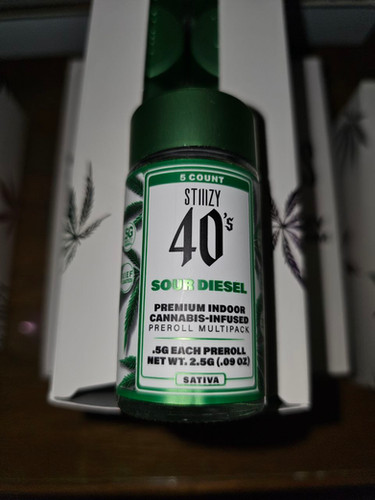 5 COUNT
STIIIZY
40's
SOUR DIESEL
PREMIUM INDOOR
CANNABIS-INFUSED
PREROLL MULTIPACK
.5G EACH PREROLL
NET WT. 2.5G (.09 OZ)
SATIVA